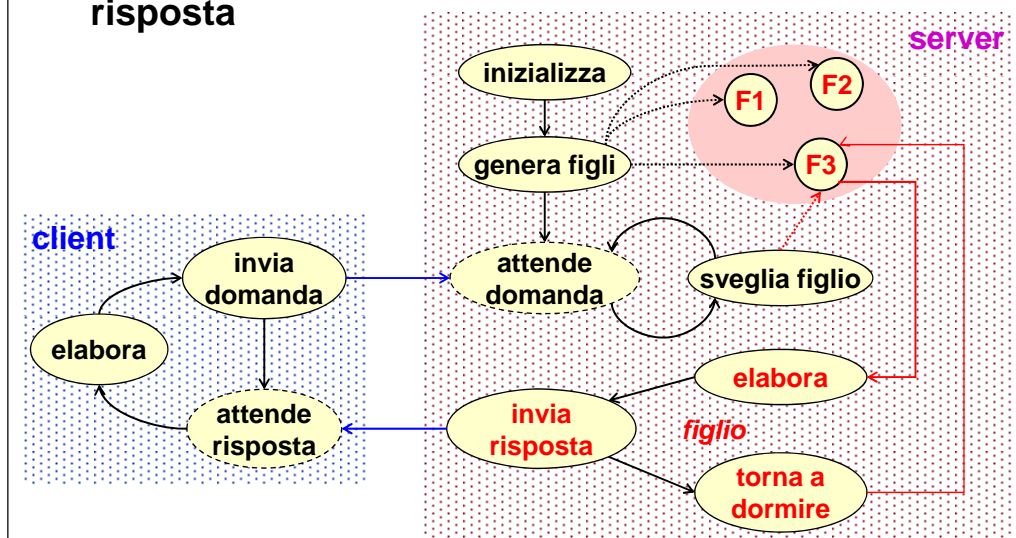 risposta
server
inizializza
F1
F2
genera figli
F3
client
invia
domanda
attende
domanda
sveglia figlio
elabora
elabora
attende
risposta
invia
risposta
figlio
torna a
dormire